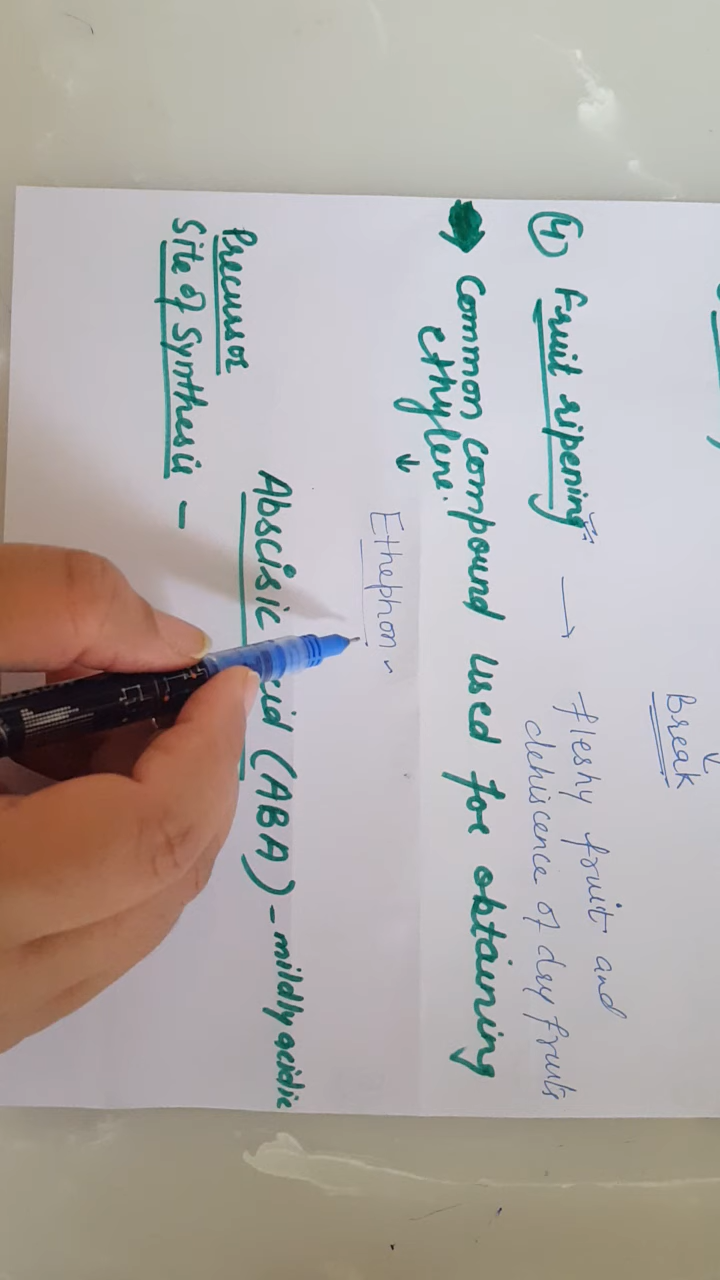 Break
④ Fruit ripening → fleshy fruit and
dehiscence of dry fruits
Common compound used for obtaining
ethylene.
↓
Ethephon
Abscisic cid (ABA) - mildly acidic
Precursor
Site of Synthesis -